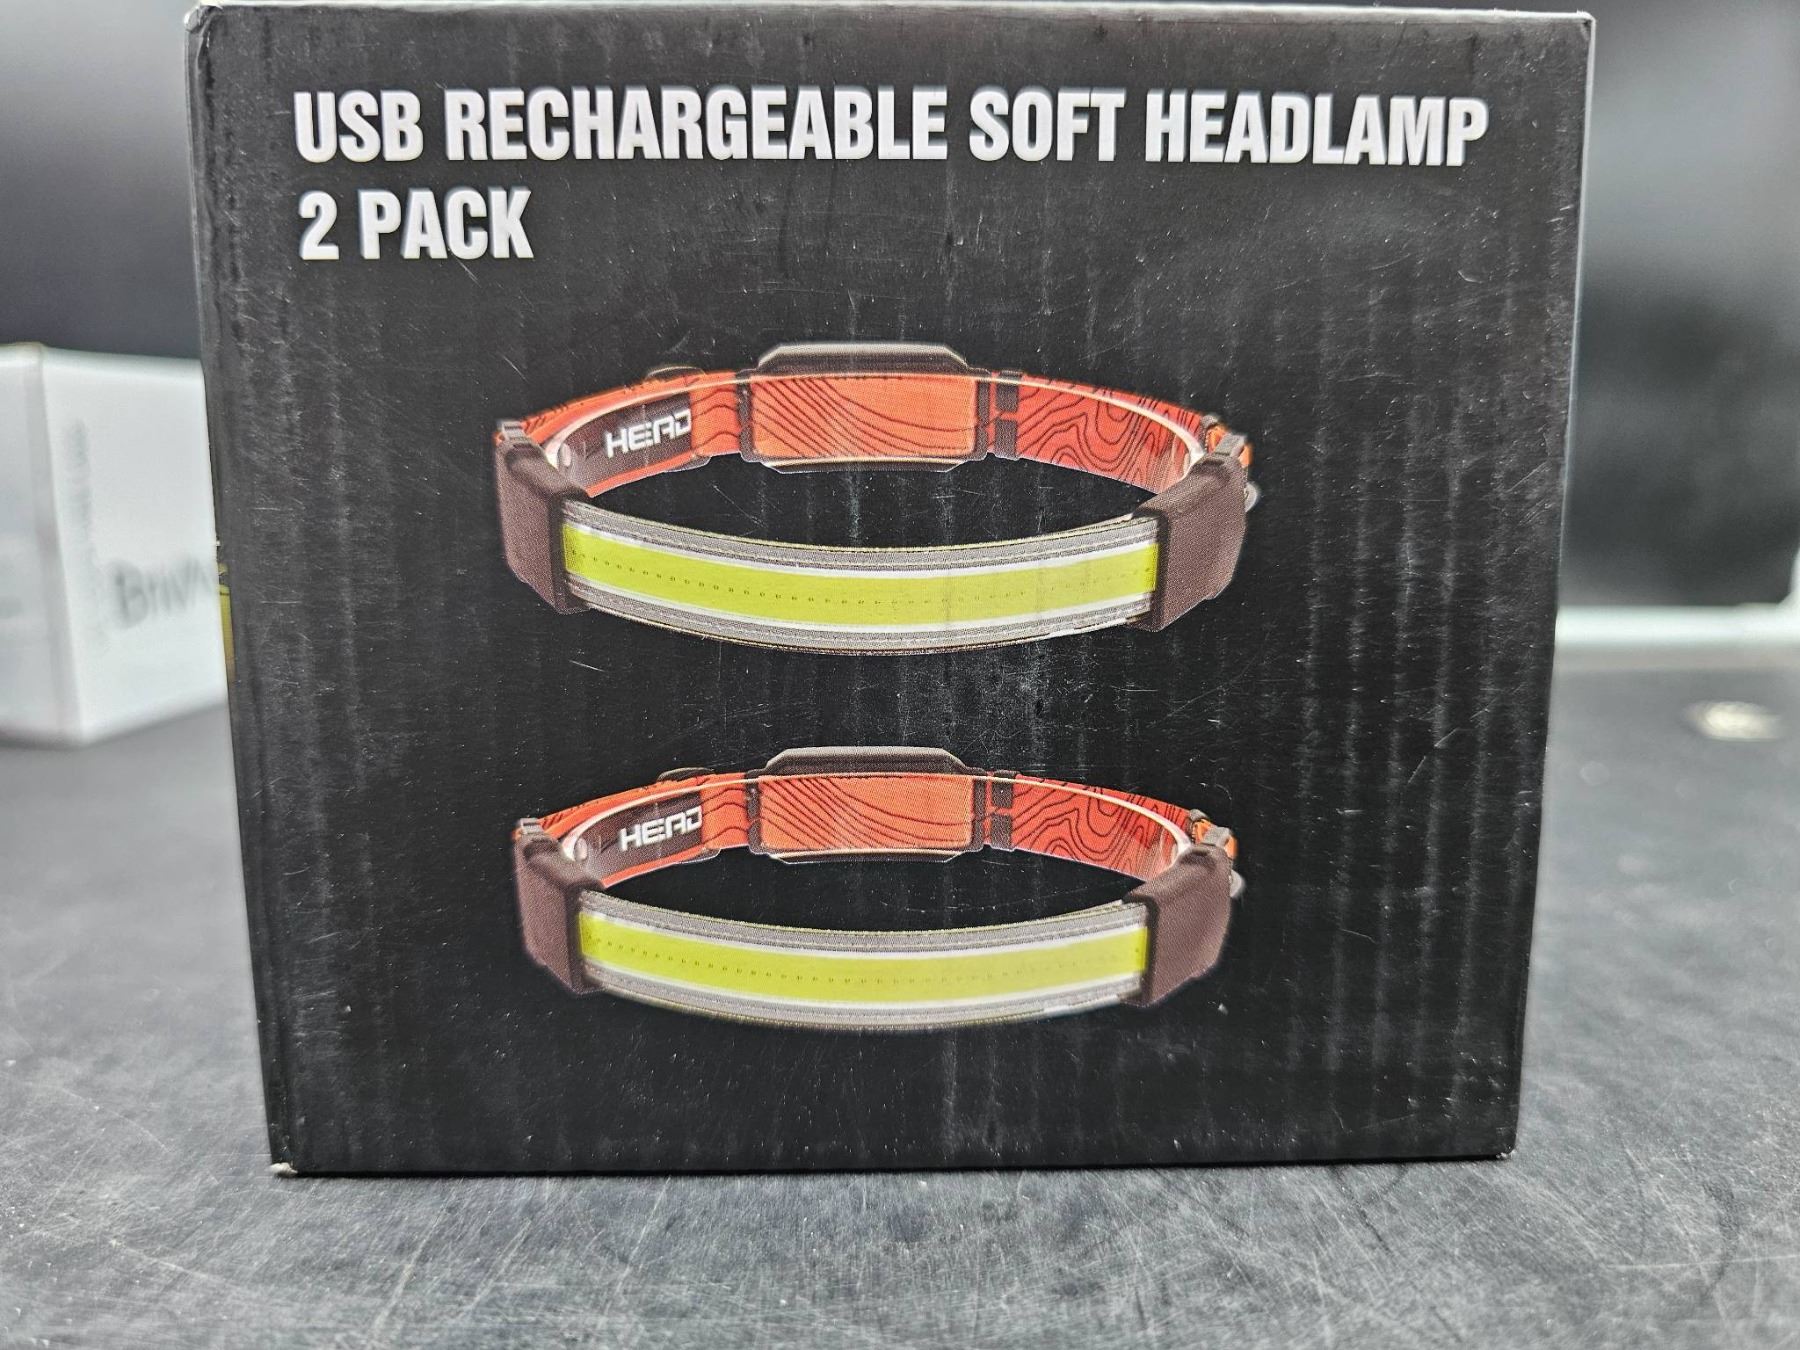 USB RECHARGEABLE SOFT HEADLAMP
2 PACK
HEAD
HEAD